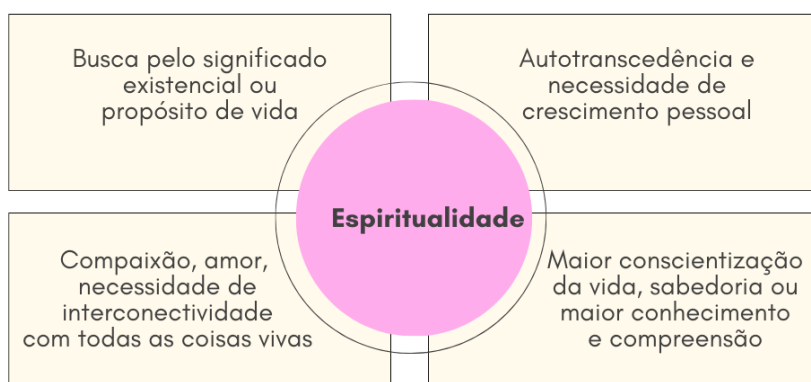 Busca pelo significado
existencial ou
propósito de vida
Autotranscedência e
necessidade de
crescimento pessoal
Espiritualidade
Compaixão, amor,
necessidade de
interconectividade
com todas as coisas vivas
Maior conscientização
da vida, sabedoria ou
maior conhecimento
e compreensão